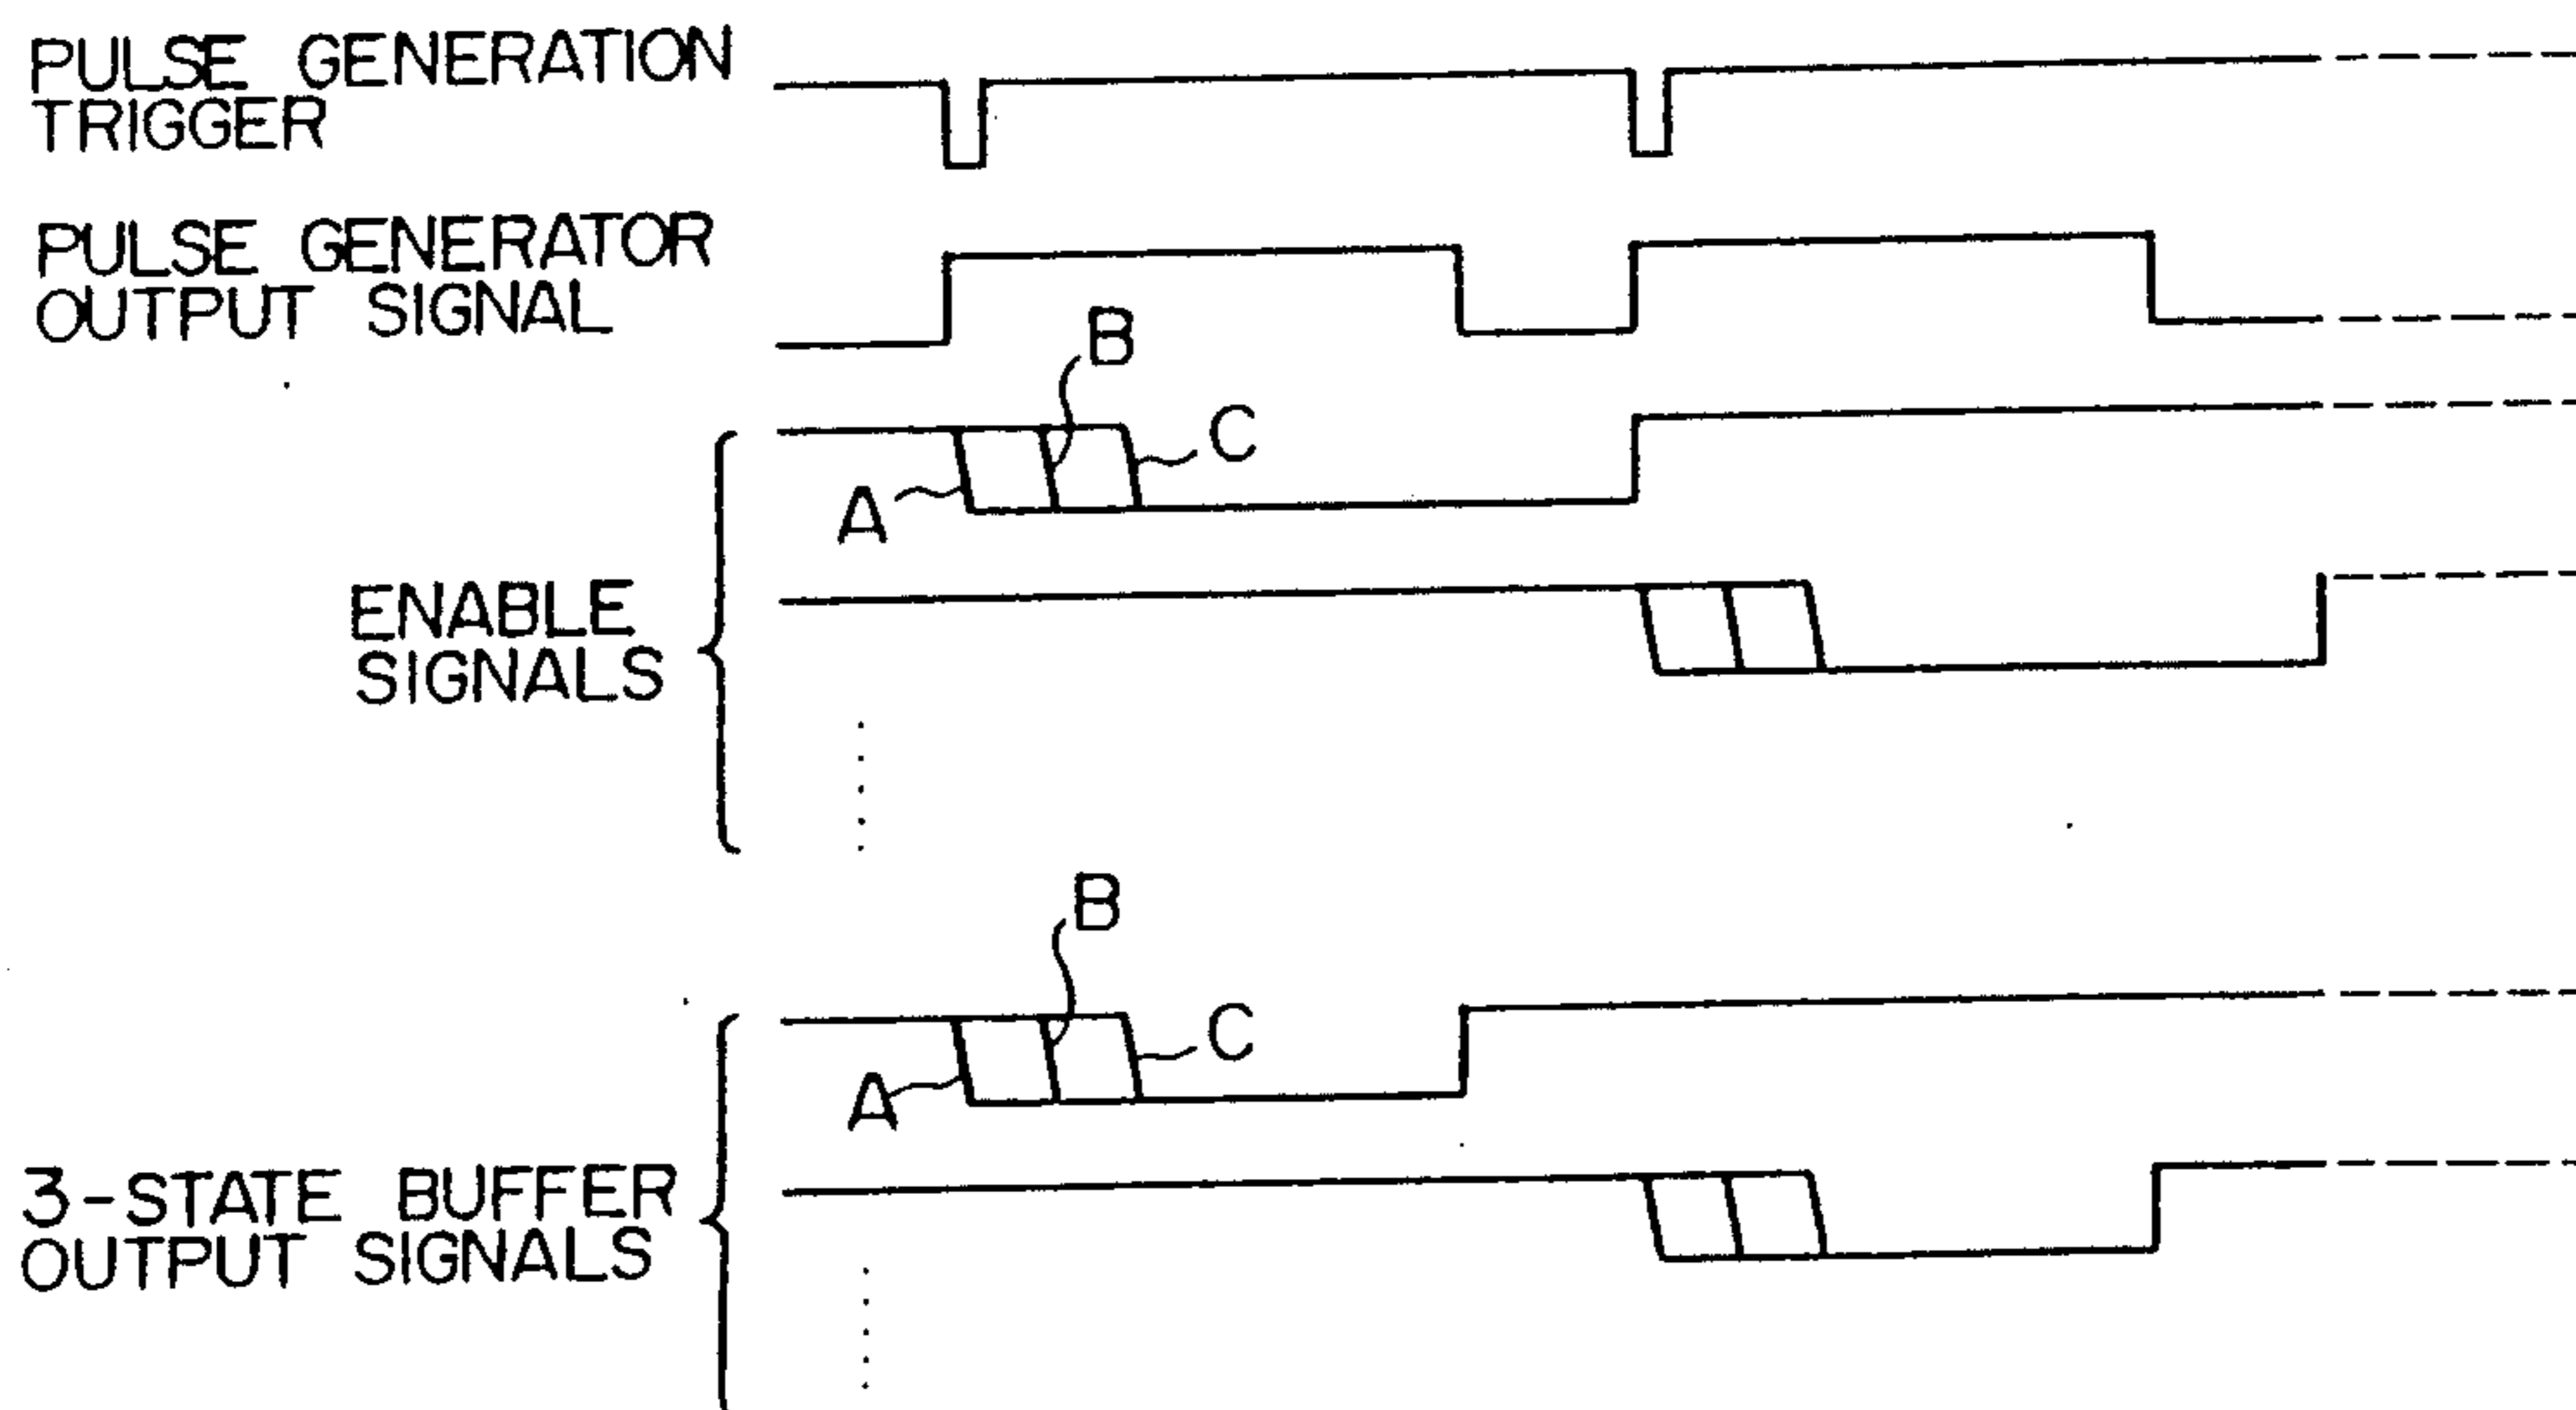 PULSE GENERATION
TRIGGER
PULSE GENERATOR
OUTPUT SIGNAL
B
C
A
ENABLE
SIGNALS
B
C
A
3-STATE BUFFER
OUTPUT SIGNALS